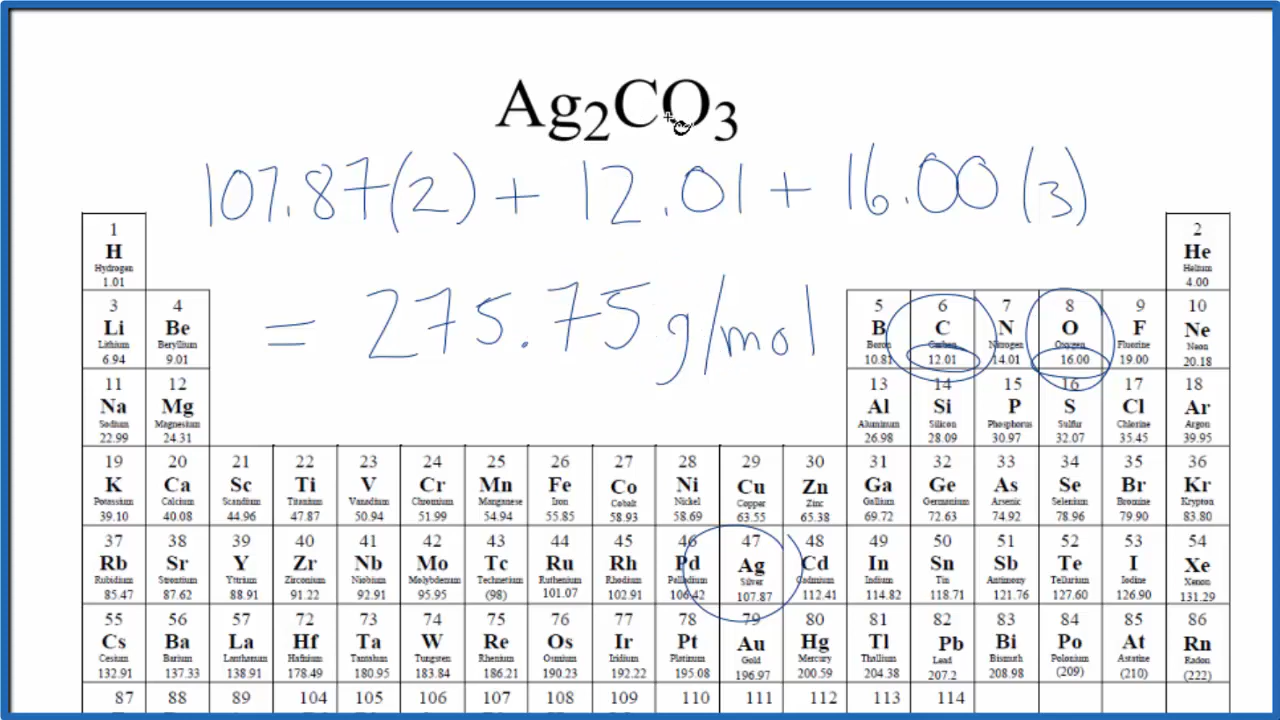 Ag2CO3
107.87(2) + 12.01 + 16.00(3)
= 275.75 g/mol
1 2
H He
Hydrogen Helium
1.01 4.00
3 4 5 6 7 8 9 10
Li Be B C N O F Ne
Lithium Beryllium Boron Carbon Nitrogen Oxygen Fluorine Neon
6.94 9.01 10.81 12.01 14.01 16.00 19.00 20.18
11 12 13 14 15 16 17 18
Na Mg Al Si P S Cl Ar
Sodium Magnesium Aluminum Silicon Phosphorus Sulfur Chlorine Argon
22.99 24.31 26.98 28.09 30.97 32.07 35.45 39.95
19 20 21 22 23 24 25 26 27 28 29 30 31 32 33 34 35 36
K Ca Sc Ti V Cr Mn Fe Co Ni Cu Zn Ga Ge As Se Br Kr
Potassium Calcium Scandium Titanium Vanadium Chromium Manganese Iron Cobalt Nickel Copper Zinc Gallium Germanium Arsenic Selenium Bromine Krypton
39.10 40.08 44.96 47.87 50.94 51.99 54.94 55.85 58.93 58.69 63.55 65.38 69.72 72.63 74.92 78.96 79.90 83.80
37 38 39 40 41 42 43 44 45 46 47 48 49 50 51 52 53 54
Rb Sr Y Zr Nb Mo Tc Ru Rh Pd Ag Cd In Sn Sb Te I Xe
Rubidium Strontium Yttrium Zirconium Niobium Molybdenum Technetium Ruthenium Rhodium Palladium Silver Cadmium Indium Tin Antimony Tellurium Iodine Xenon
85.47 87.62 88.91 91.22 92.91 95.95 (98) 101.07 102.91 106.42 107.87 112.41 114.82 118.71 121.76 127.60 126.90 131.29
55 56 57 72 73 74 75 76 77 78 79 80 81 82 83 84 85 86
Cs Ba La Hf Ta W Re Os Ir Pt Au Hg Tl Pb Bi Po At Rn
Cesium Barium Lanthanum Hafnium Tantalum Tungsten Rhenium Osmium Iridium Platinum Gold Mercury Thallium Lead Bismuth Polonium Astatine Radon
132.91 137.33 138.91 178.49 180.95 183.84 186.21 190.23 192.22 195.08 196.97 200.59 204.38 207.2 208.98 (209) (210) (222)
87 88 89 104 105 106 107 108 109 110 111 112 113 114